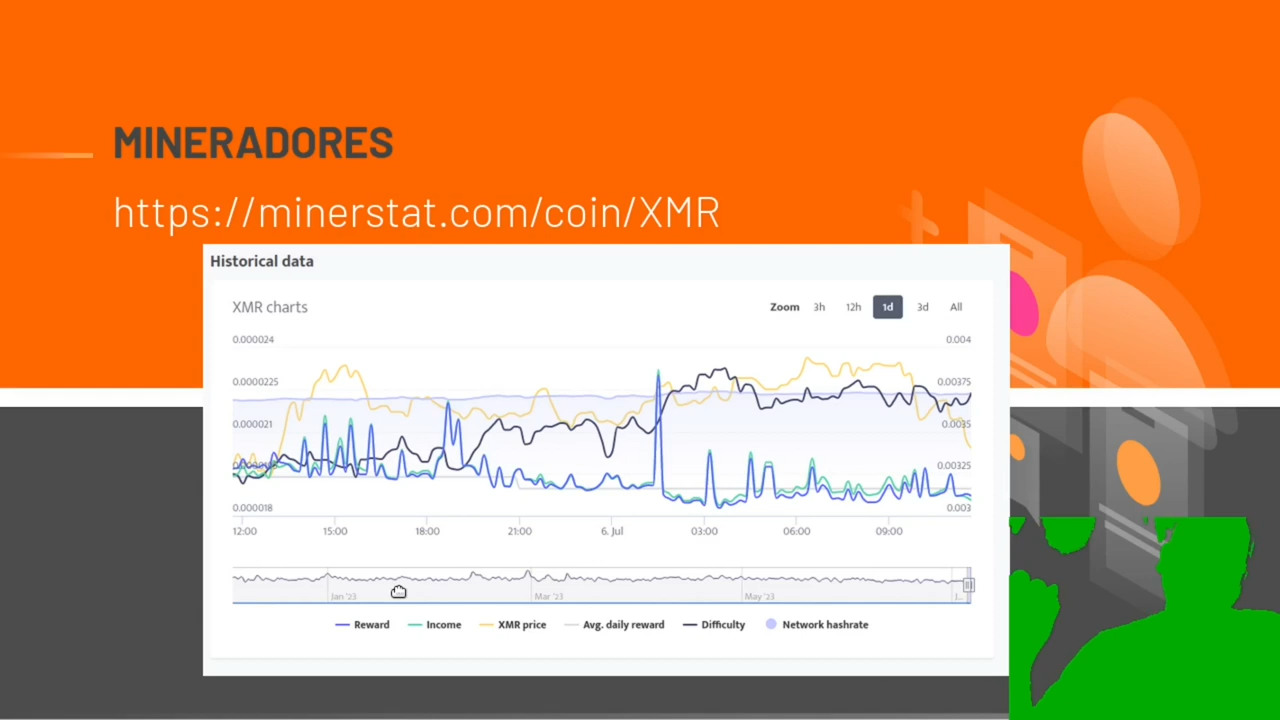 MINERADORES
https://minerstat.com/coin/XMR
Historical data
XMR charts
Zoom 3h 12h 1d 3d All
0.000024 0.004
0.0000225 0.00375
0.000021 0.0035
0.00325
0.000018 0.003
12:00 15:00 18:00 21:00 6. Jul 03:00 06:00 09:00
Jan '23 Mar '23 May '23 J…
Reward Income XMR price Avg. daily reward Difficulty Network hashrate